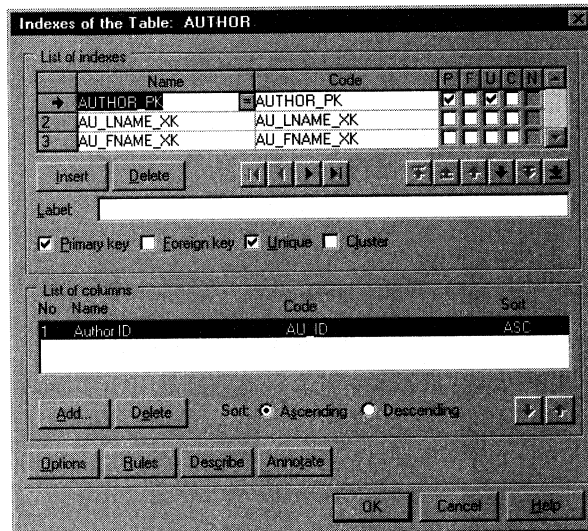 Indexes of the Table: AUTHOR
List of indexes
Name Code P F U C N
AUTHOR_PK = AUTHOR_PK
2 AU_LNAME_XK AU_LNAME_XK
3 AU_FNAME_XK AU_FNAME_XK
Insert Delete
Label:
Primary key Foreign key Unique Cluster
List of columns
No Name Code Sort
1 Author ID AU_ID ASC
Add... Delete Sort: Ascending Descending
Options Rules Describe Annotate
OK Cancel Help